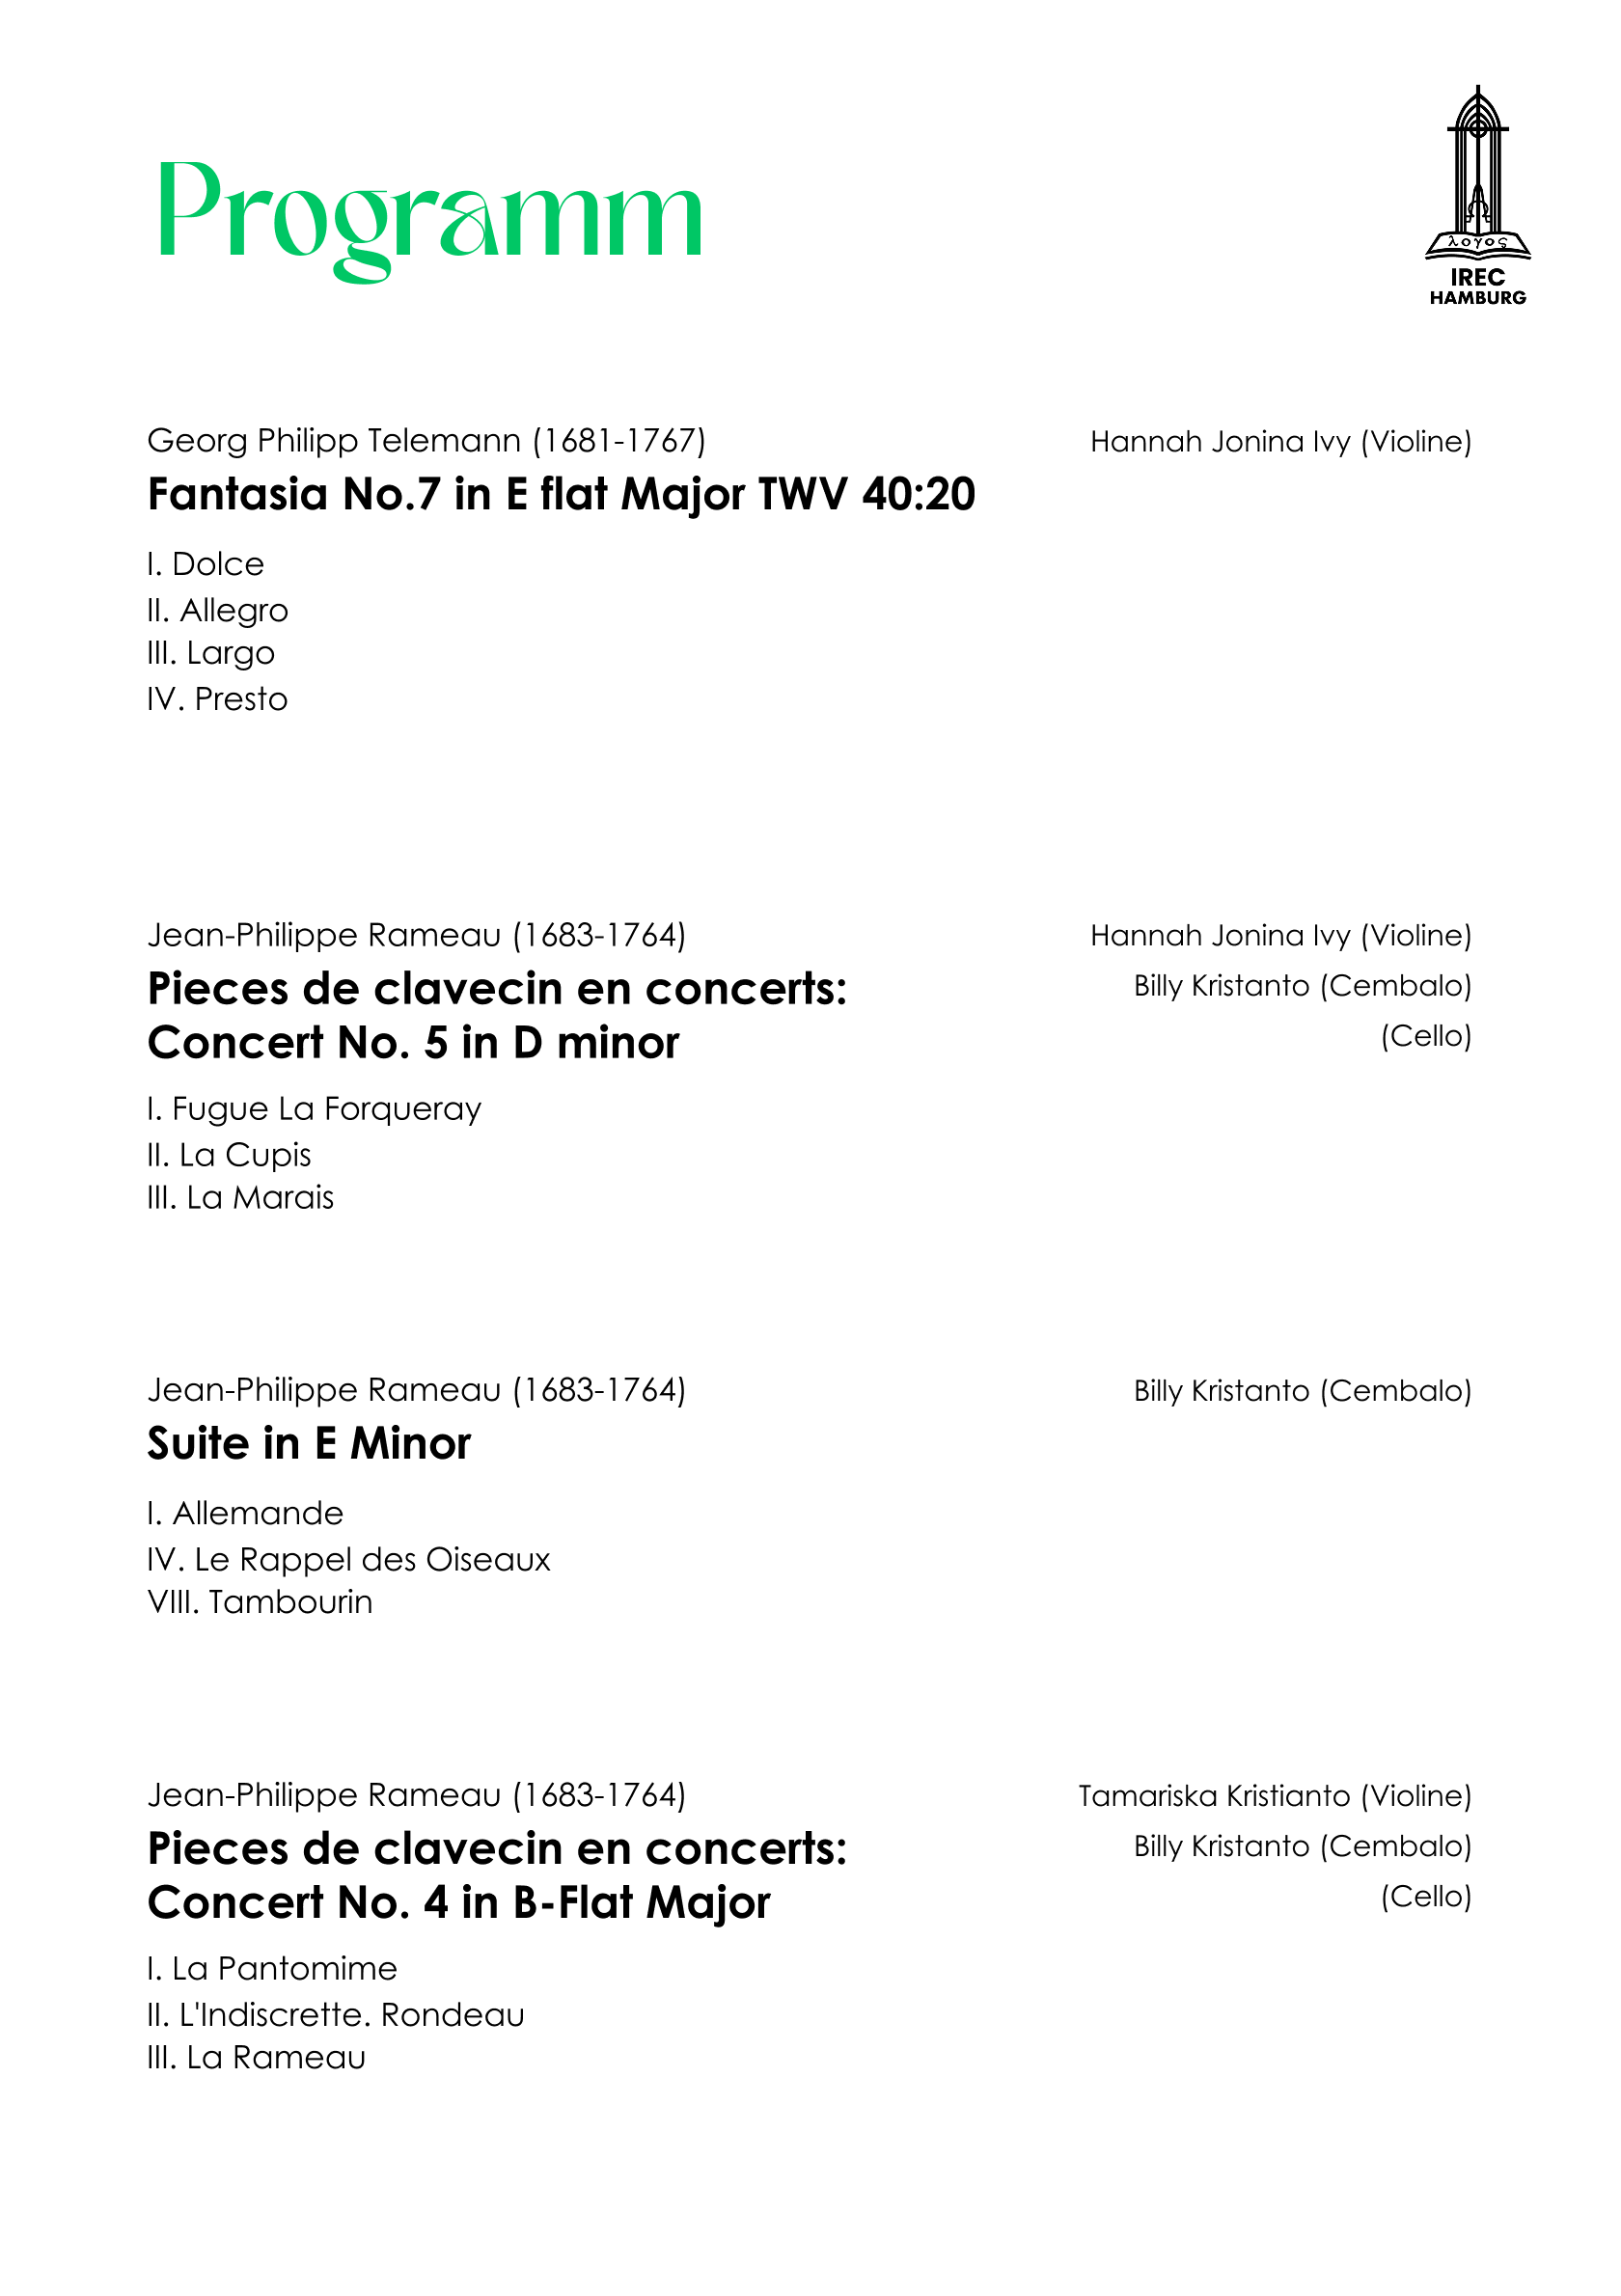 Programm
λογος
IREC
HAMBURG
Georg Philipp Telemann (1681-1767)
Hannah Jonina Ivy (Violine)
Fantasia No.7 in E flat Major TWV 40:20
I. Dolce
II. Allegro
III. Largo
IV. Presto
Jean-Philippe Rameau (1683-1764)
Hannah Jonina Ivy (Violine)
Pieces de clavecin en concerts:
Billy Kristanto (Cembalo)
Concert No. 5 in D minor
(Cello)
I. Fugue La Forqueray
II. La Cupis
III. La Marais
Jean-Philippe Rameau (1683-1764)
Billy Kristanto (Cembalo)
Suite in E Minor
I. Allemande
IV. Le Rappel des Oiseaux
VIII. Tambourin
Jean-Philippe Rameau (1683-1764)
Tamariska Kristianto (Violine)
Pieces de clavecin en concerts:
Billy Kristanto (Cembalo)
Concert No. 4 in B-Flat Major
(Cello)
I. La Pantomime
II. L'Indiscrette. Rondeau
III. La Rameau